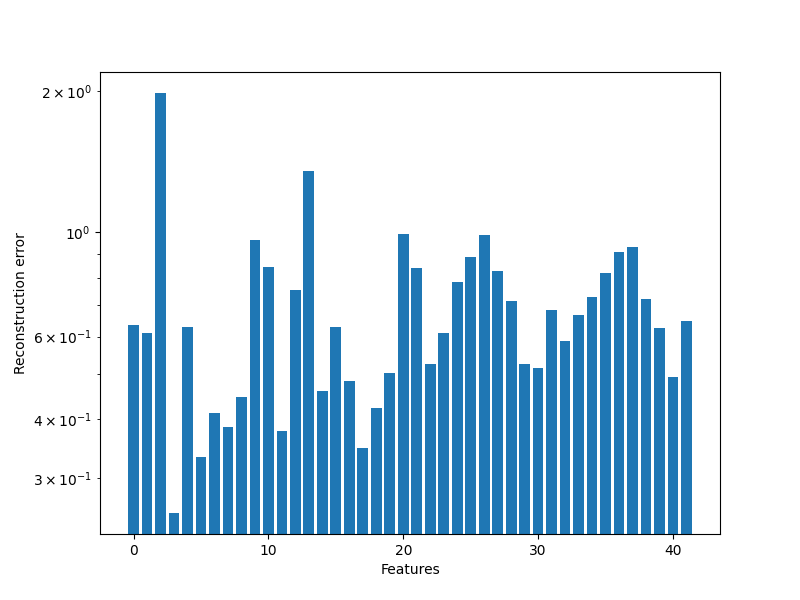 2 × 10⁰
10⁰
6 × 10⁻¹
4 × 10⁻¹
3 × 10⁻¹
Reconstruction error
0 10 20 30 40
Features